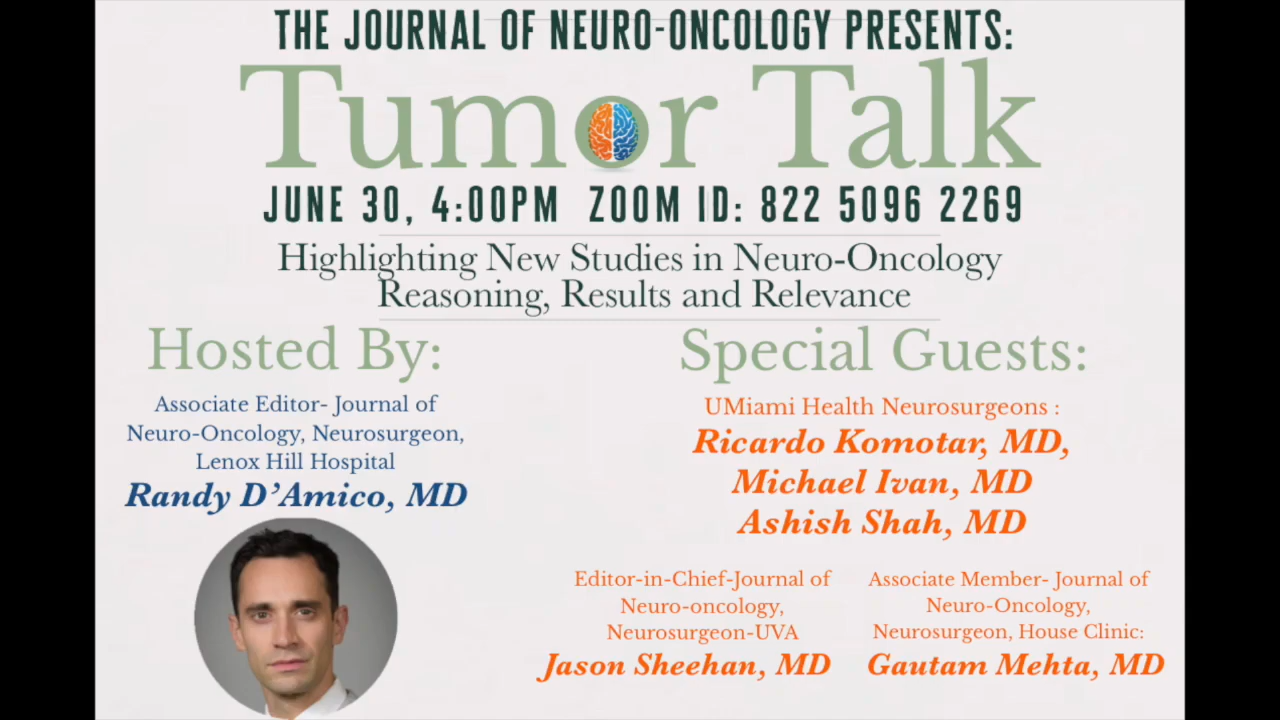 THE JOURNAL OF NEURO-ONCOLOGY PRESENTS:
Tumor Talk
JUNE 30, 4:00PM ZOOM ID: 822 5096 2269
Highlighting New Studies in Neuro-Oncology
Reasoning, Results and Relevance
Hosted By:
Associate Editor- Journal of
Neuro-Oncology, Neurosurgeon,
Lenox Hill Hospital
Randy D’Amico, MD
Special Guests:
UMiami Health Neurosurgeons :
Ricardo Komotar, MD,
Michael Ivan, MD
Ashish Shah, MD
Editor-in-Chief-Journal of
Neuro-oncology,
Neurosurgeon-UVA
Jason Sheehan, MD
Associate Member- Journal of
Neuro-Oncology,
Neurosurgeon, House Clinic:
Gautam Mehta, MD